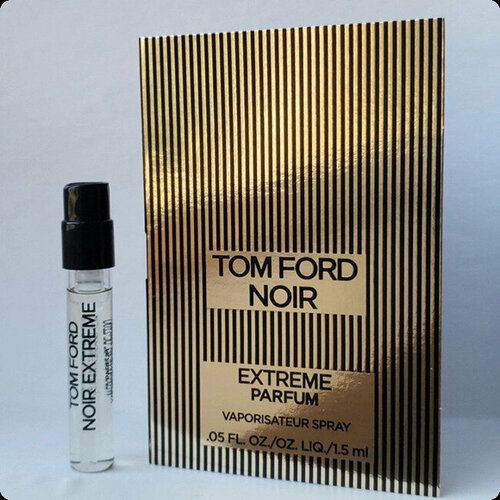 TOM FORD
NOIR
EXTREME
PARFUM
VAPORISATEUR SPRAY
.05 FL. OZ./OZ. LIQ./1.5 ml
TOM FORD
NOIR EXTREME